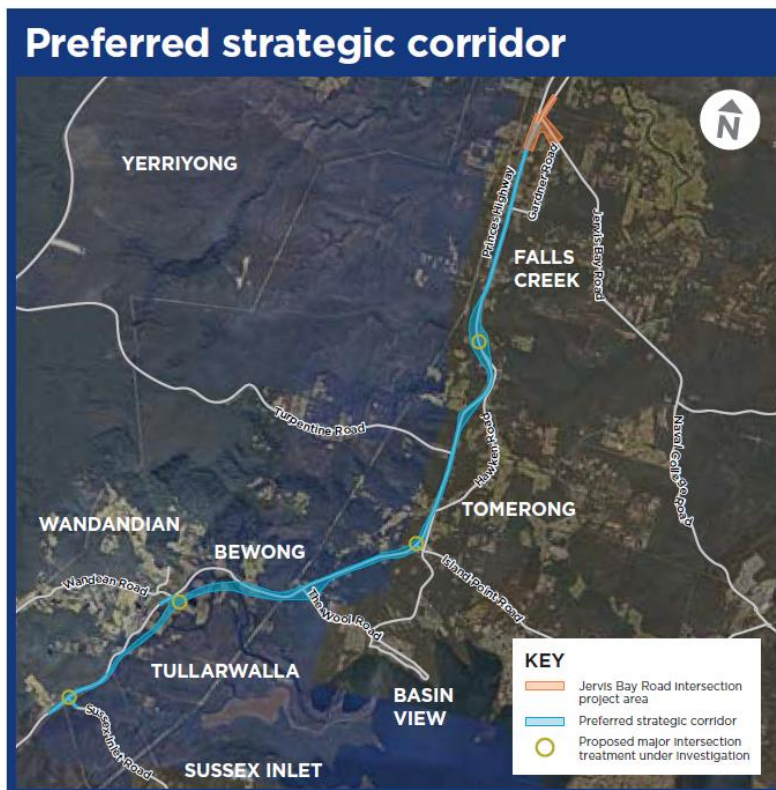 Preferred strategic corridor
N
YERRIYONG
Princes Highway
Gardner Road
Jervis Bay Road
FALLS
CREEK
Turpentine Road
Hawken Road
Naval College Road
WANDANDIAN
TOMERONG
BEWONG
Wandean Road
Island Point Road
The Wool Road
TULLARWALLA
BASIN
VIEW
Sussex Inlet Road
SUSSEX INLET
KEY
Jervis Bay Road intersection
project area
Preferred strategic corridor
Proposed major intersection
treatment under investigation